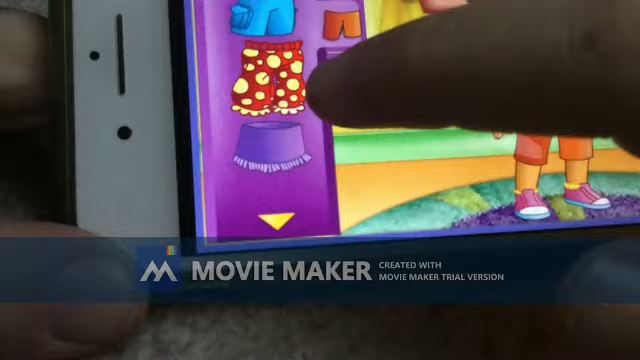 MOVIE MAKER
CREATED WITH
MOVIE MAKER TRIAL VERSION